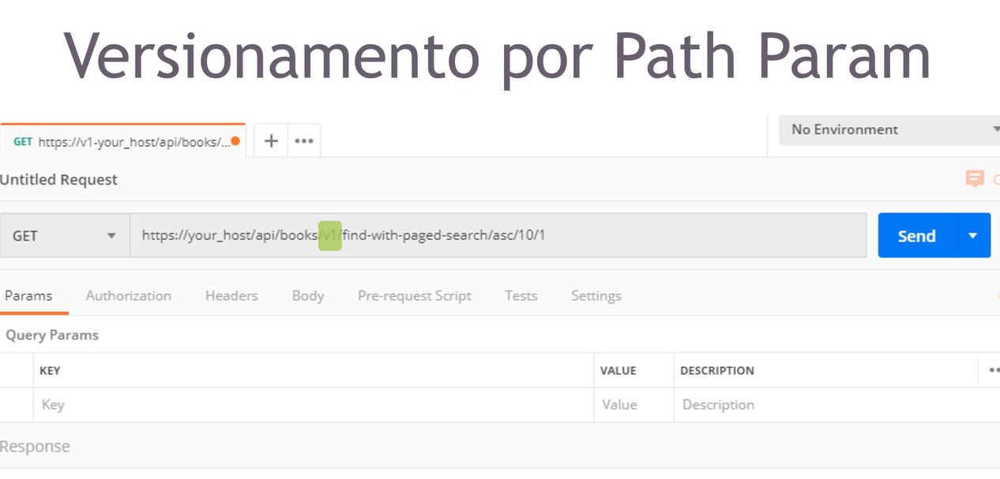 Versionamento por Path Param
GET https://v1-your_host/api/books/...
No Environment
Untitled Request
GET https://your_host/api/books/v1/find-with-paged-search/asc/10/1 Send
Params Authorization Headers Body Pre-request Script Tests Settings
Query Params
KEY VALUE DESCRIPTION
Key Value Description
Response